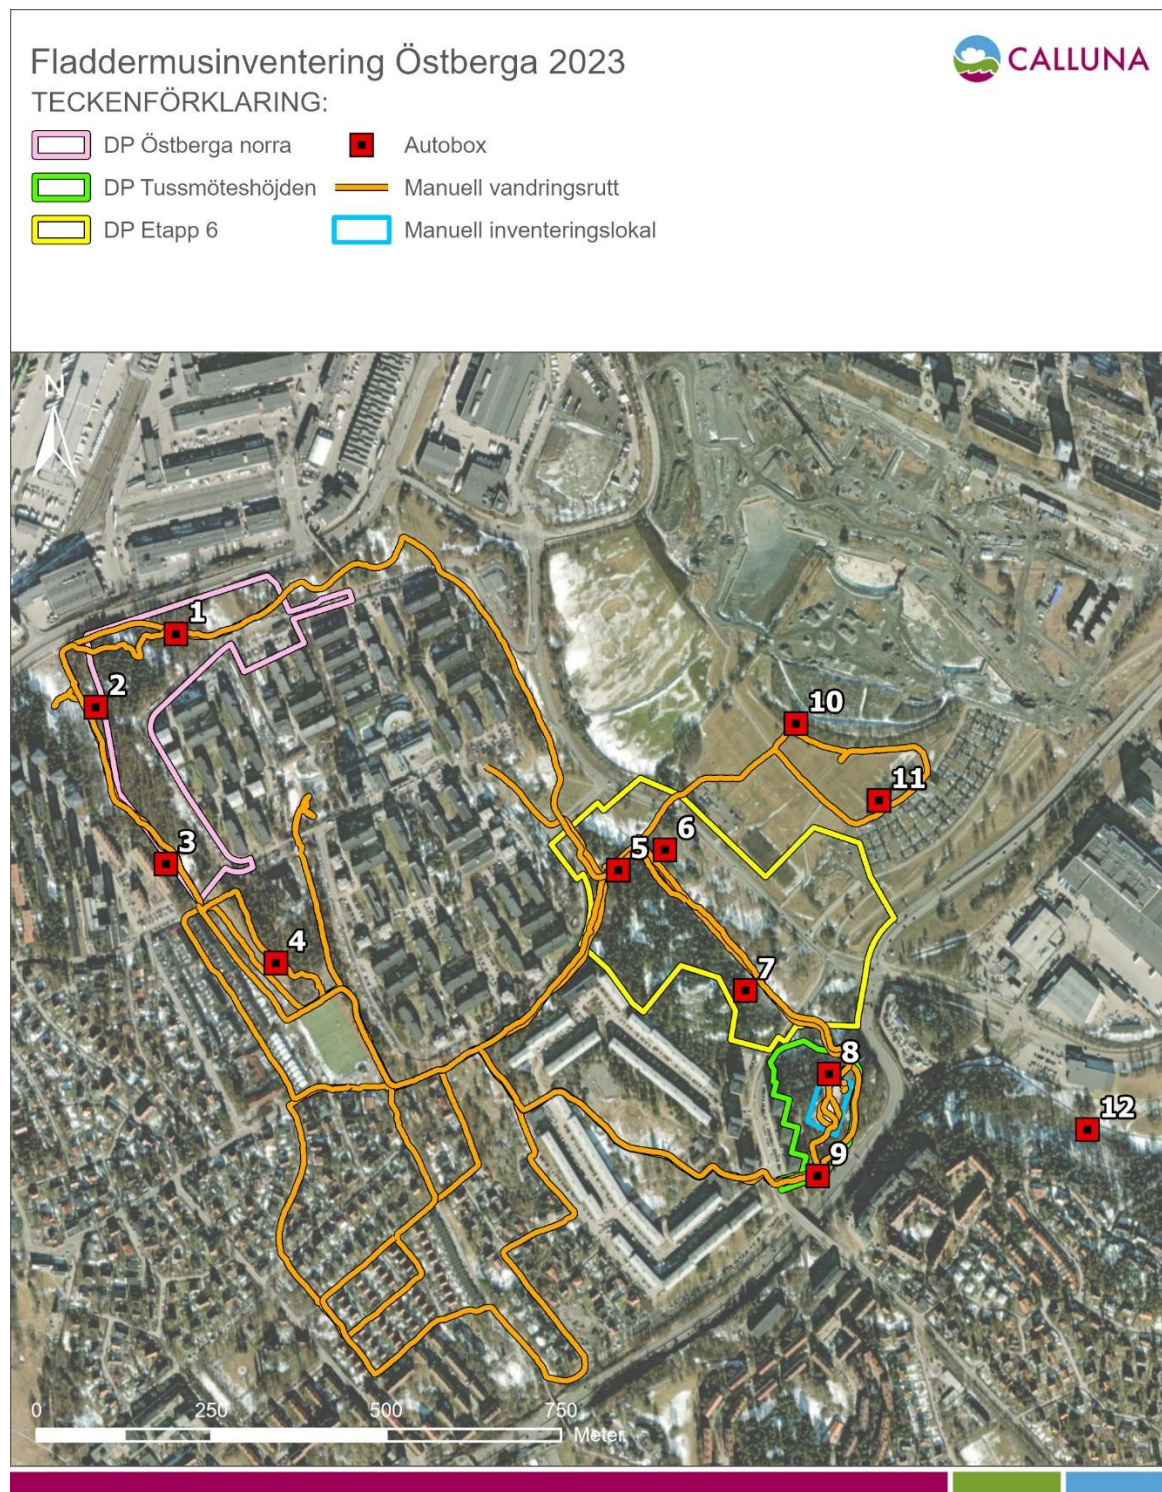 Fladdermusinventering Östberga 2023
CALLUNA
TECKENFÖRKLARING:
DP Östberga norra
Autobox
DP Tussmöteshöjden
Manuell vandringsrutt
DP Etapp 6
Manuell inventeringslokal
N
1
2
10
11
6
5
3
4
7
8
12
9
0 250 500 750
Meter